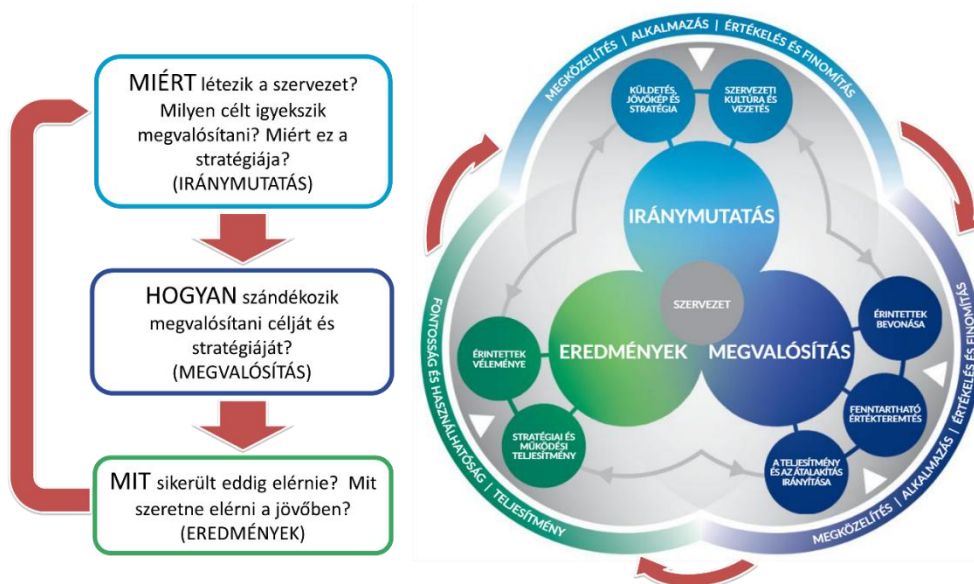 MIÉRT létezik a szervezet?
Milyen célt igyekszik
megvalósítani? Miért ez a
stratégiája?
(IRÁNYMUTATÁS)
HOGYAN szándékozik
megvalósítani célját és
stratégiáját?
(MEGVALÓSÍTÁS)
MIT sikerült eddig elérnie? Mit
szeretne elérni a jövőben?
(EREDMÉNYEK)
MEGKÖZELÍTÉS | ALKALMAZÁS | ÉRTÉKELÉS ÉS FINOMÍTÁS
KÜLDETÉS,
JÖVŐKÉP ÉS
STRATÉGIA
SZERVEZETI
KULTÚRA ÉS
VEZETÉS
IRÁNYMUTATÁS
SZERVEZET
EREDMÉNYEK
MEGVALÓSÍTÁS
ÉRINTETTEK
VÉLEMÉNYE
STRATÉGIAI ÉS
MŰKÖDÉSI
TELJESÍTMÉNY
ÉRINTETTEK
BEVONÁSA
FENNTARTHATÓ
ÉRTÉKTEREMTÉS
A TELJESÍTMÉNY
ÉS AZ ÁTALAKÍTÁS
IRÁNYÍTÁSA
FONTOSSÁG ÉS HASZNÁLHATÓSÁG | TELJESÍTMÉNY
MEGKÖZELÍTÉS | ALKALMAZÁS | ÉRTÉKELÉS ÉS FINOMÍTÁS